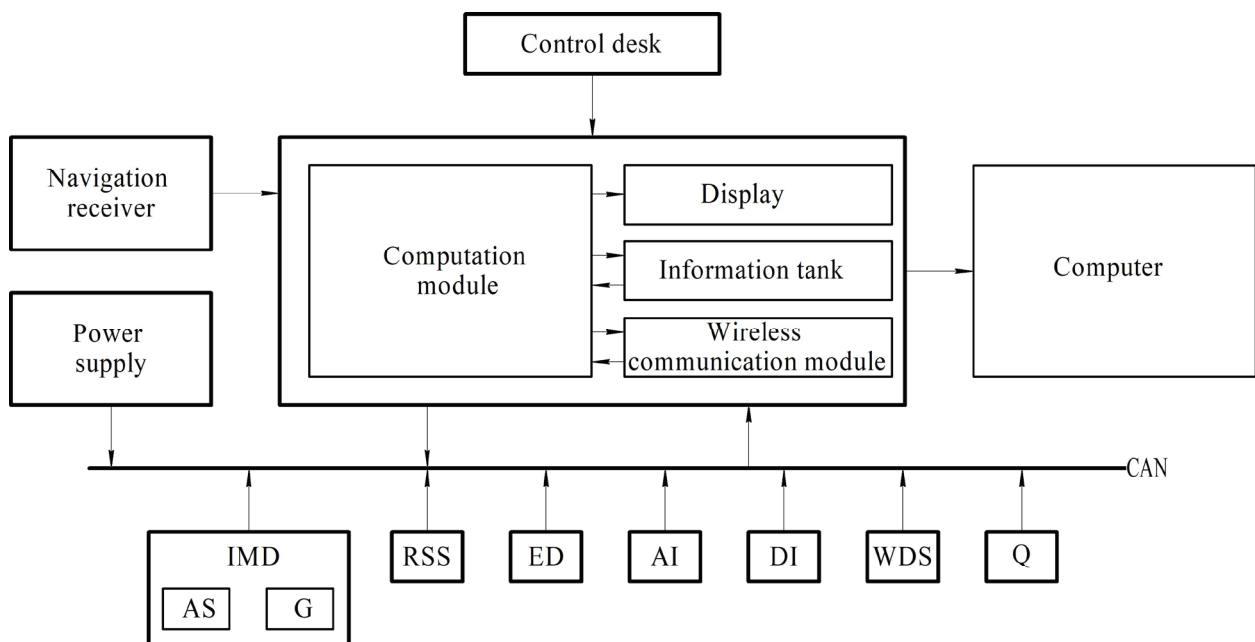 Control desk
Navigation
receiver
Computation
module
Display
Information tank
Wireless
communication module
Computer
Power
supply
CAN
IMD
AS
G
RSS
ED
AI
DI
WDS
Q